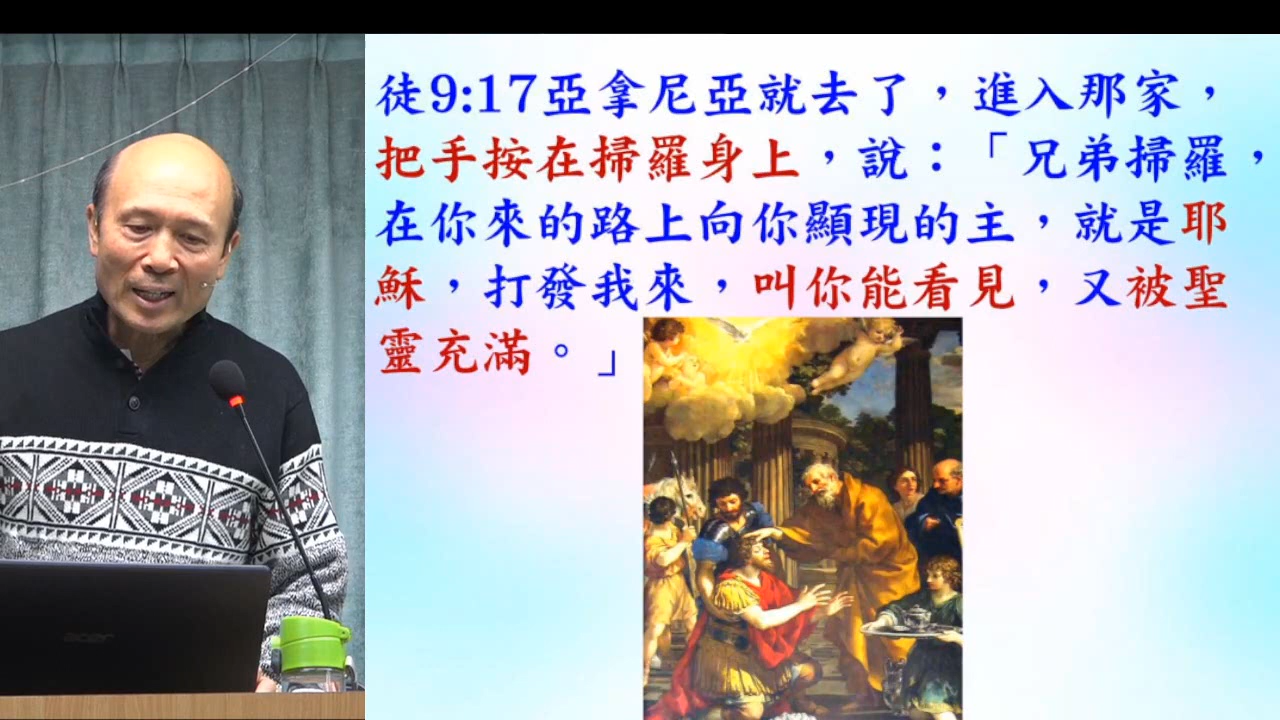 徒9:17亞拿尼亞就去了，進入那家，
把手按在掃羅身上，說：「兄弟掃羅，
在你來的路上向你顯現的主，就是耶
穌，打發我來，叫你能看見，又被聖
靈充滿。」
acer